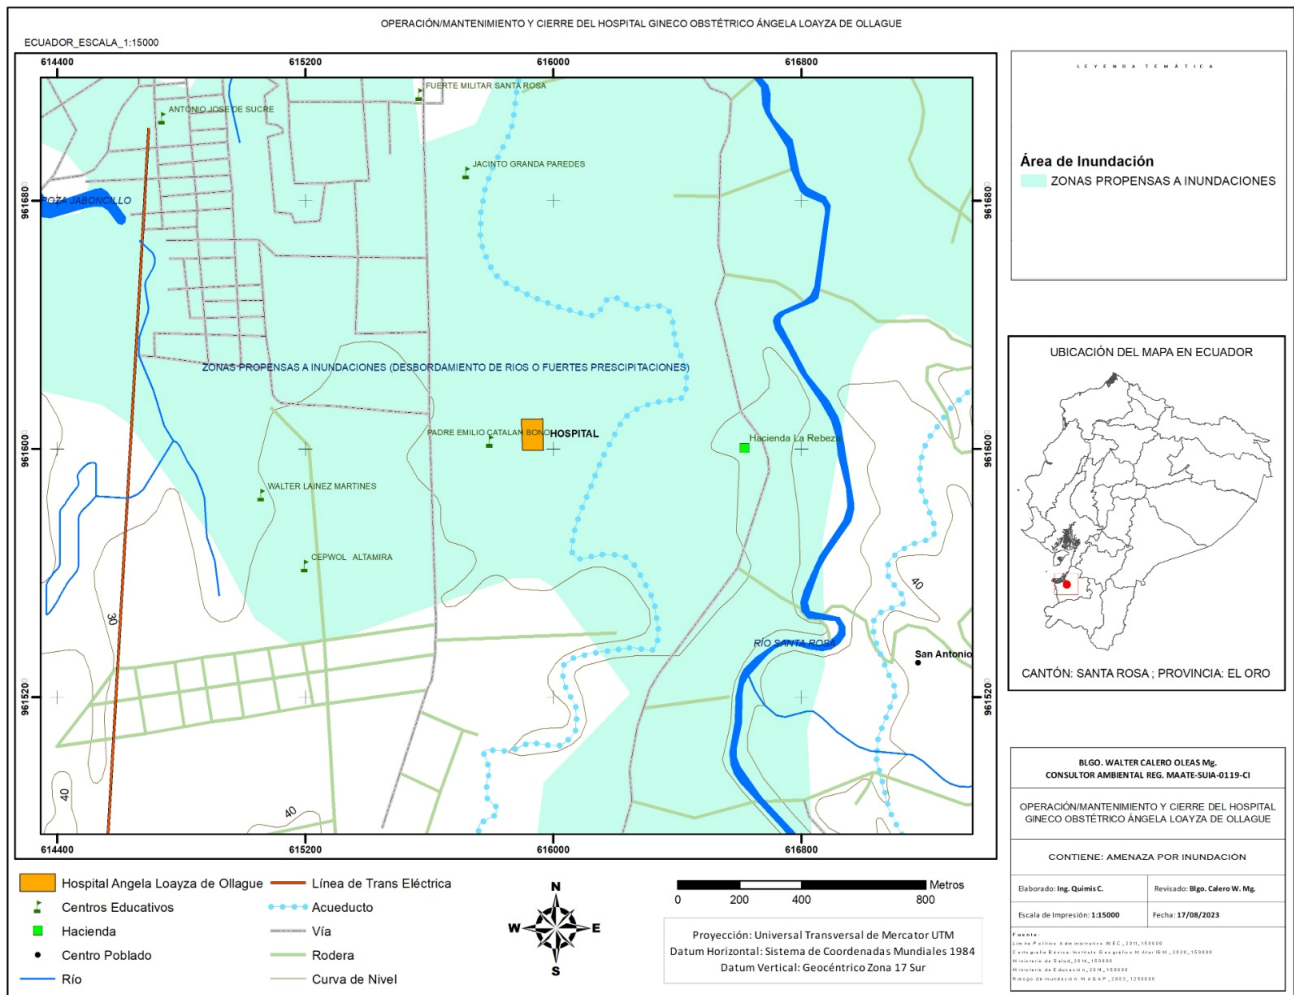 OPERACIÓN/MANTENIMIENTO Y CIERRE DEL HOSPITAL GINECO OBSTÉTRICO ÁNGELA LOAYZA DE OLLAGUE
ECUADOR_ESCALA_1:15000
614400 615200 616000 616800
FUERTE MILITAR SANTA ROSA
ANTONIO JOSE DE SUCRE
JACINTO GRANDA PAREDES
9616800 9616800
POZA JABONCILLO
ZONAS PROPENSAS A INUNDACIONES (DESBORDAMIENTO DE RIOS O FUERTES PRESCIPITACIONES)
PADRE EMILIO CATALAN BONO
HOSPITAL
Hacienda La Rebeza
9616000 9616000
WALTER LAINEZ MARTINES
CEPWOL ALTAMIRA
40
30
RÍO SANTA ROSA
San Antonio
9615200 9615200
40
40
614400 615200 616000 616800
LEYENDA TEMÁTICA
Área de Inundación
ZONAS PROPENSAS A INUNDACIONES
UBICACIÓN DEL MAPA EN ECUADOR
CANTÓN: SANTA ROSA ; PROVINCIA: EL ORO
BLGO. WALTER CALERO OLEAS Mg.
CONSULTOR AMBIENTAL REG. MAATE-SUIA-0119-CI
OPERACIÓN/MANTENIMIENTO Y CIERRE DEL HOSPITAL
GINECO OBSTÉTRICO ÁNGELA LOAYZA DE OLLAGUE
CONTIENE: AMENAZA POR INUNDACIÓN
Elaborado: Ing. Quimis C. Revisado: Blgo. Calero W. Mg.
Escala de Impresión: 1:15000 Fecha: 17/08/2023
Fuente:
Hospital Angela Loayza de Ollague
Centros Educativos
Hacienda
Centro Poblado
Río
Línea de Trans Eléctrica
Acueducto
Vía
Rodera
Curva de Nivel
N
W E
S
Metros
0 200 400 800
Proyección: Universal Transversal de Mercator UTM
Datum Horizontal: Sistema de Coordenadas Mundiales 1984
Datum Vertical: Geocéntrico Zona 17 Sur